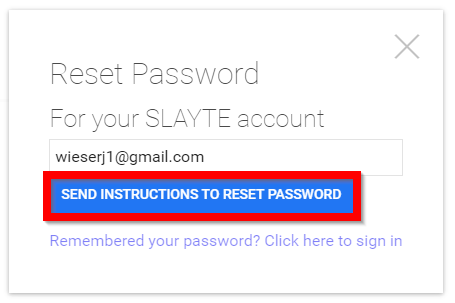 Reset Password
For your SLAYTE account
wieserj1@gmail.com
SEND INSTRUCTIONS TO RESET PASSWORD
Remembered your password? Click here to sign in